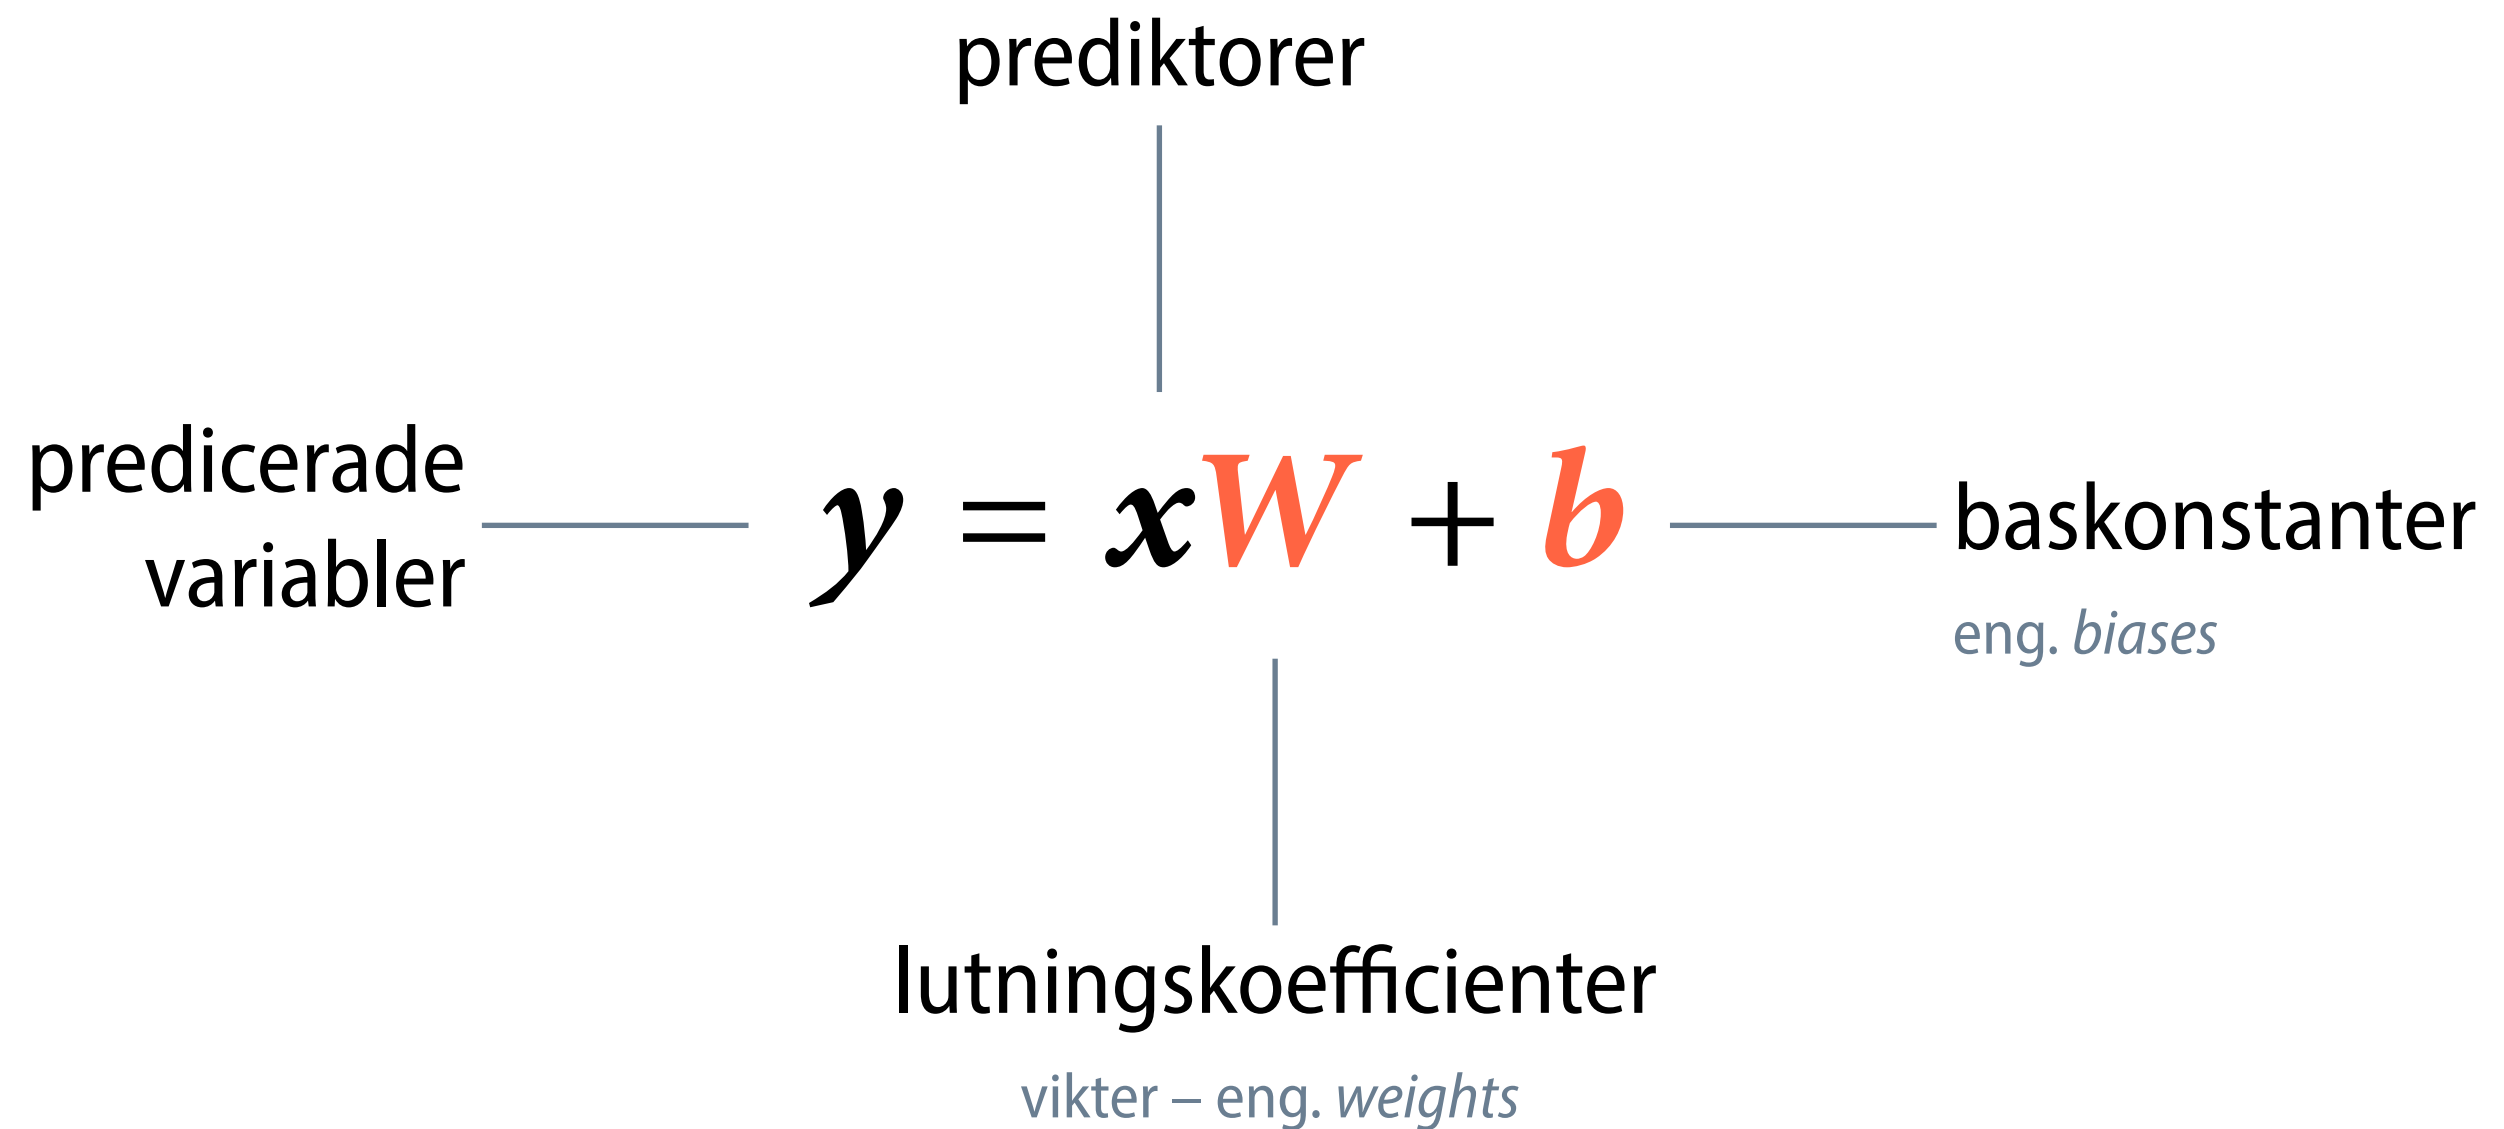 prediktorer
predicerade
variabler
y = xW + b
baskonstanter
eng. biases
lutningskoefficienter
vikter – eng. weights